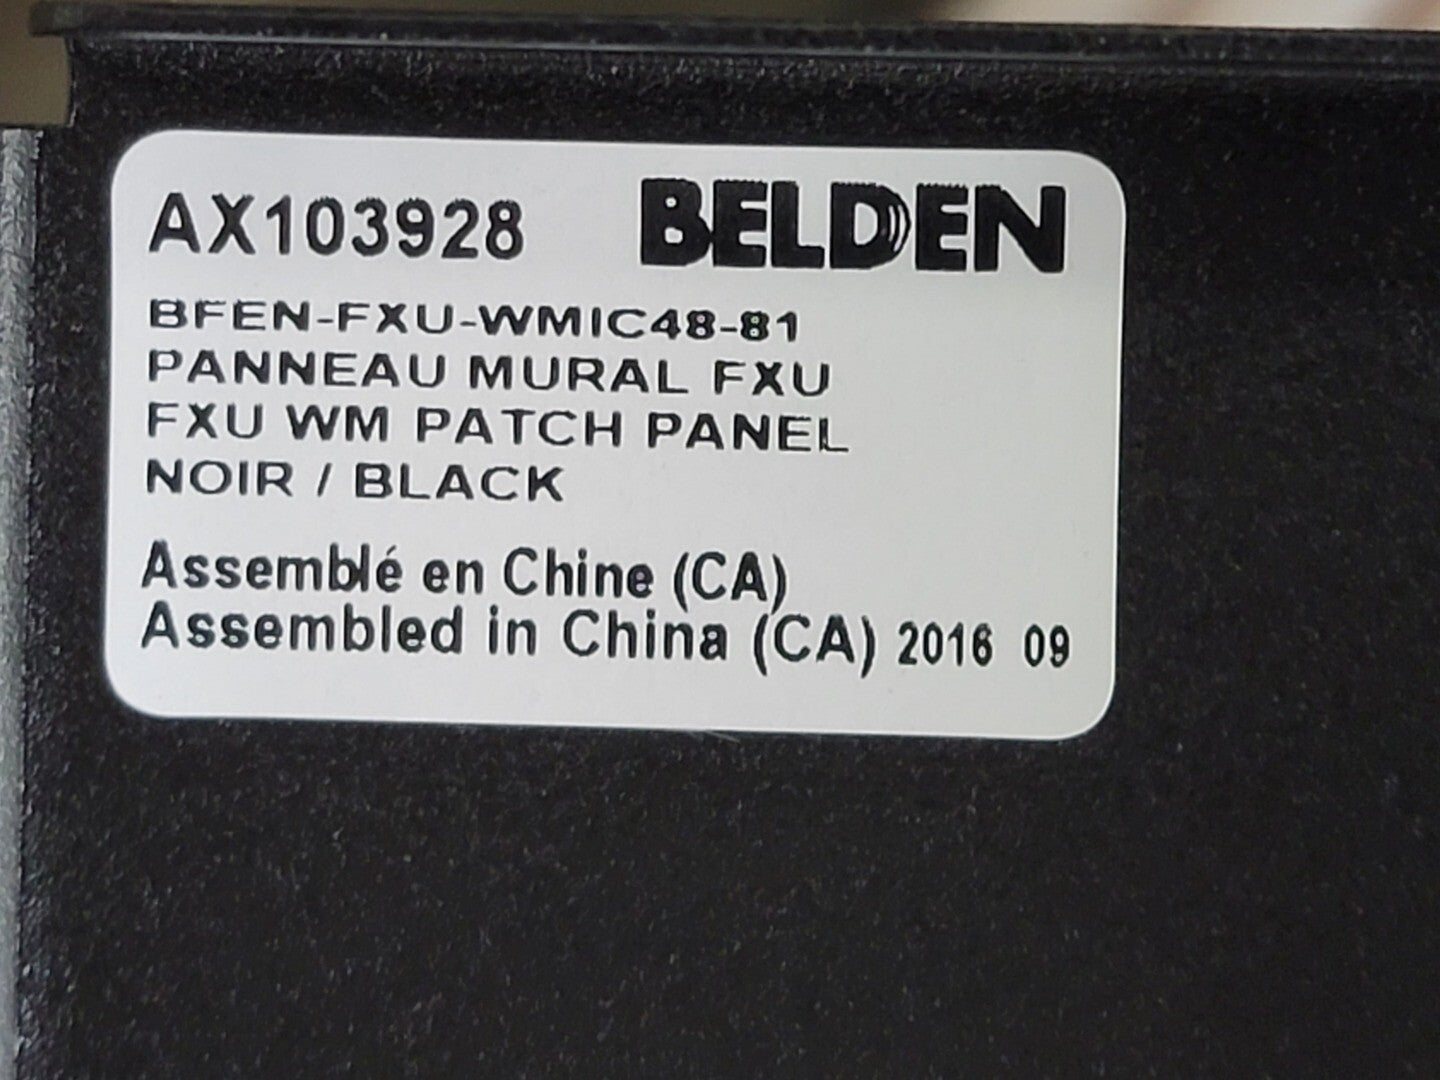 AX103928 BELDEN
BFEN-FXU-WMIC48-81
PANNEAU MURAL FXU
FXU WM PATCH PANEL
NOIR / BLACK
Assemblé en Chine (CA)
Assembled in China (CA) 2016 09